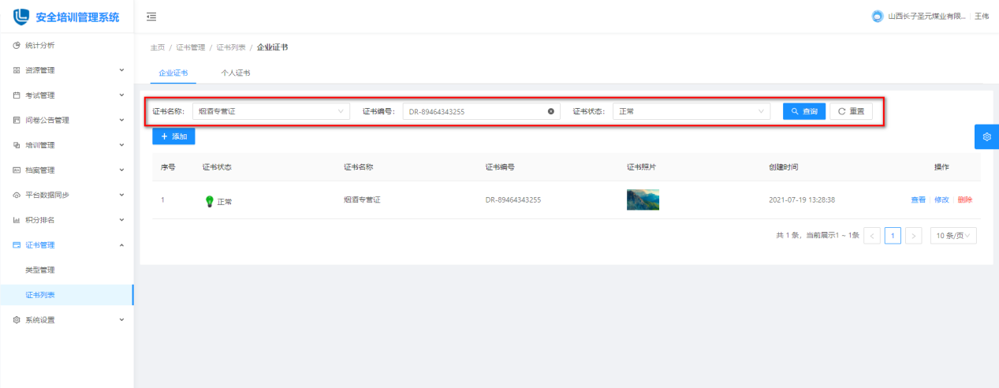 安全培训管理系统
山西长子圣元煤业有限... 王伟
统计分析
资源管理
考试管理
问卷公告管理
培训管理
档案管理
平台数据同步
积分排名
证书管理
类型管理
证书列表
系统设置
主页 / 证书管理 / 证书列表 / 企业证书
企业证书 个人证书
证书名称: 烟酒专营证 证书编号: DR-89464343255 证书状态: 正常 查询 重置
+ 添加
序号 证书状态 证书名称 证书编号 证书照片 创建时间 操作
1 正常 烟酒专营证 DR-89464343255 2021-07-19 13:28:38 查看 修改 删除
共 1 条, 当前展示1 ~ 1条 < 1 > 10 条/页